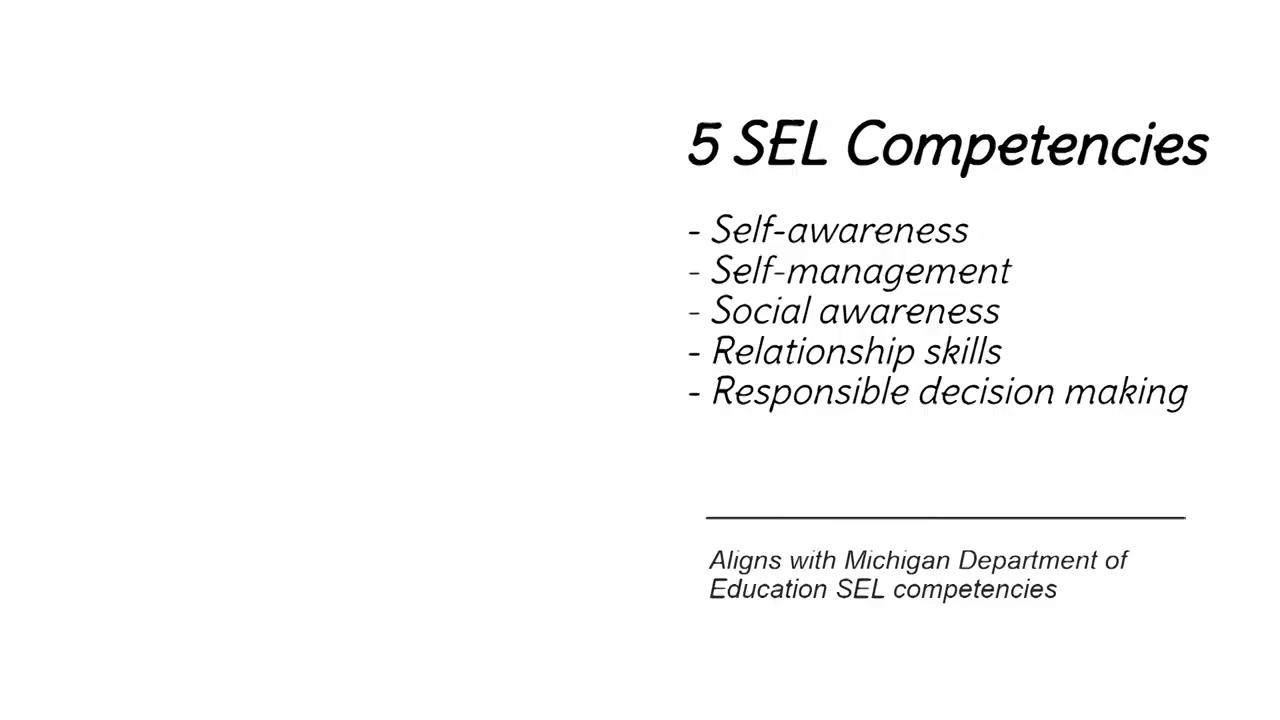 5 SEL Competencies
- Self-awareness
- Self-management
- Social awareness
- Relationship skills
- Responsible decision making
Aligns with Michigan Department of
Education SEL competencies